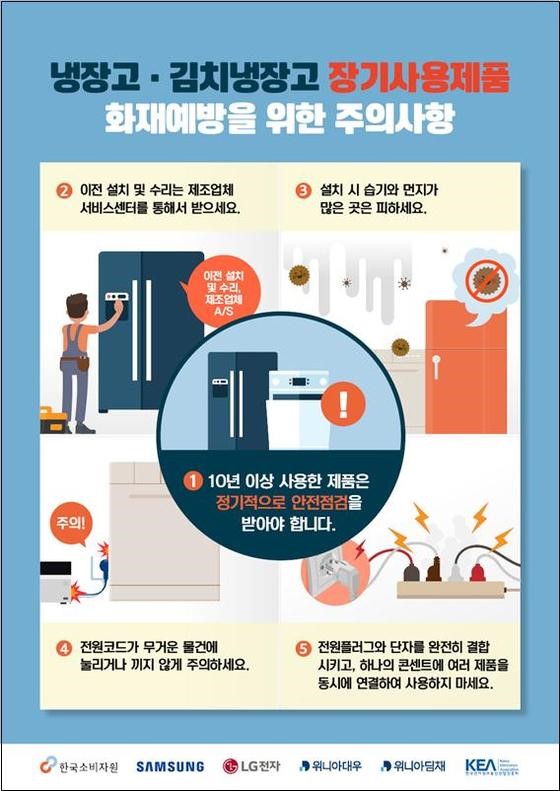 냉장고 · 김치냉장고 장기사용제품
화재예방을 위한 주의사항
2 이전 설치 및 수리는 제조업체
서비스센터를 통해서 받으세요.
3 설치 시 습기와 먼지가
많은 곳은 피하세요.
이전 설치
및 수리,
제조업체
A/S
!
1 10년 이상 사용한 제품은
정기적으로 안전점검을
받아야 합니다.
주의!
4 전원코드가 무거운 물건에
눌리거나 끼지 않게 주의하세요.
5 전원플러그와 단자를 완전히 결합
시키고, 하나의 콘센트에 여러 제품을
동시에 연결하여 사용하지 마세요.
한국소비자원 SAMSUNG LG전자 위니아대우 위니아딤채 KEA